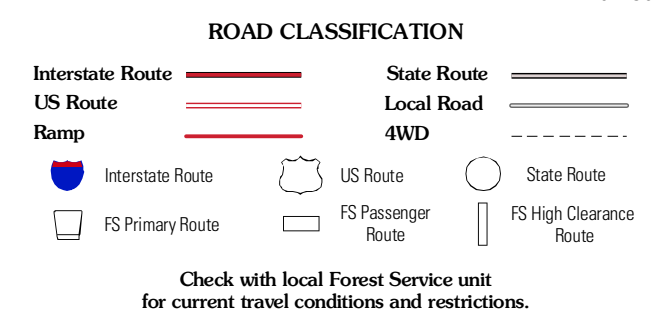 ROAD CLASSIFICATION
Interstate Route
State Route
US Route
Local Road
Ramp
4WD
Interstate Route
US Route
State Route
FS Primary Route
FS Passenger
Route
FS High Clearance
Route
Check with local Forest Service unit
for current travel conditions and restrictions.